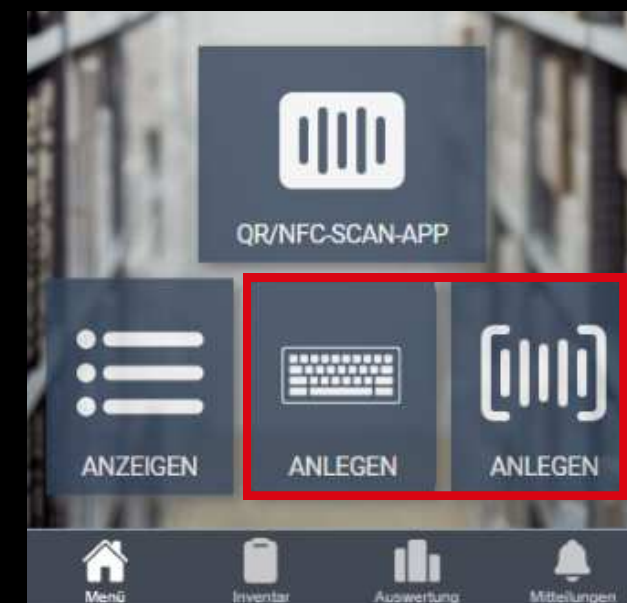 QR/NFC-SCAN-APP
ANZEIGEN ANLEGEN ANLEGEN
Menü Inventar Auswertung Mitteilungen